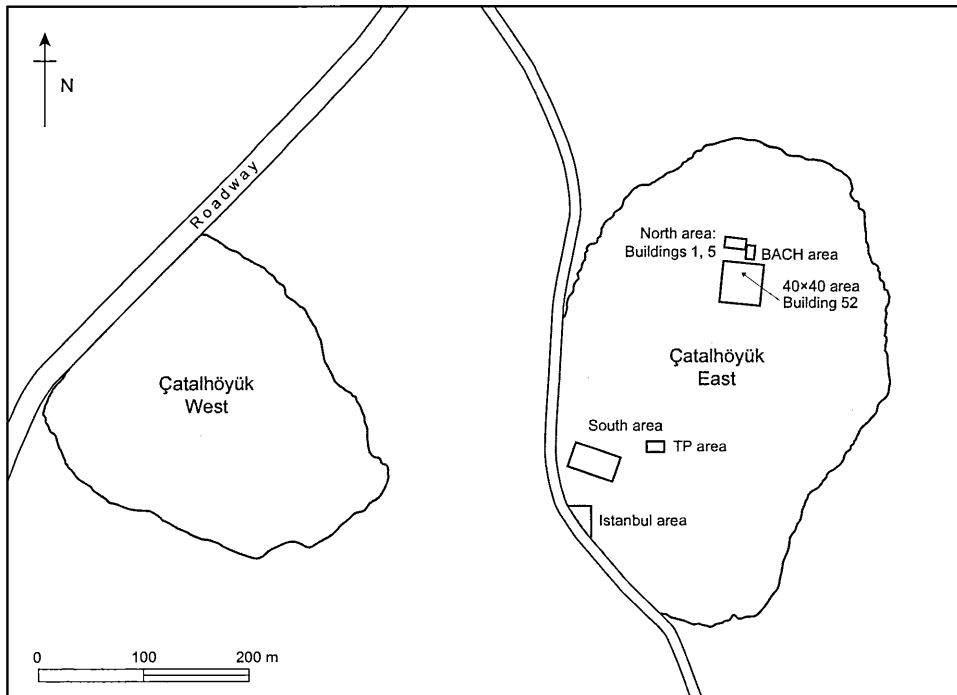 N
Roadway
North area:
Buildings 1, 5
BACH area
40×40 area
Building 52
Çatalhöyük
West
Çatalhöyük
East
South area
TP area
Istanbul area
0 100 200 m